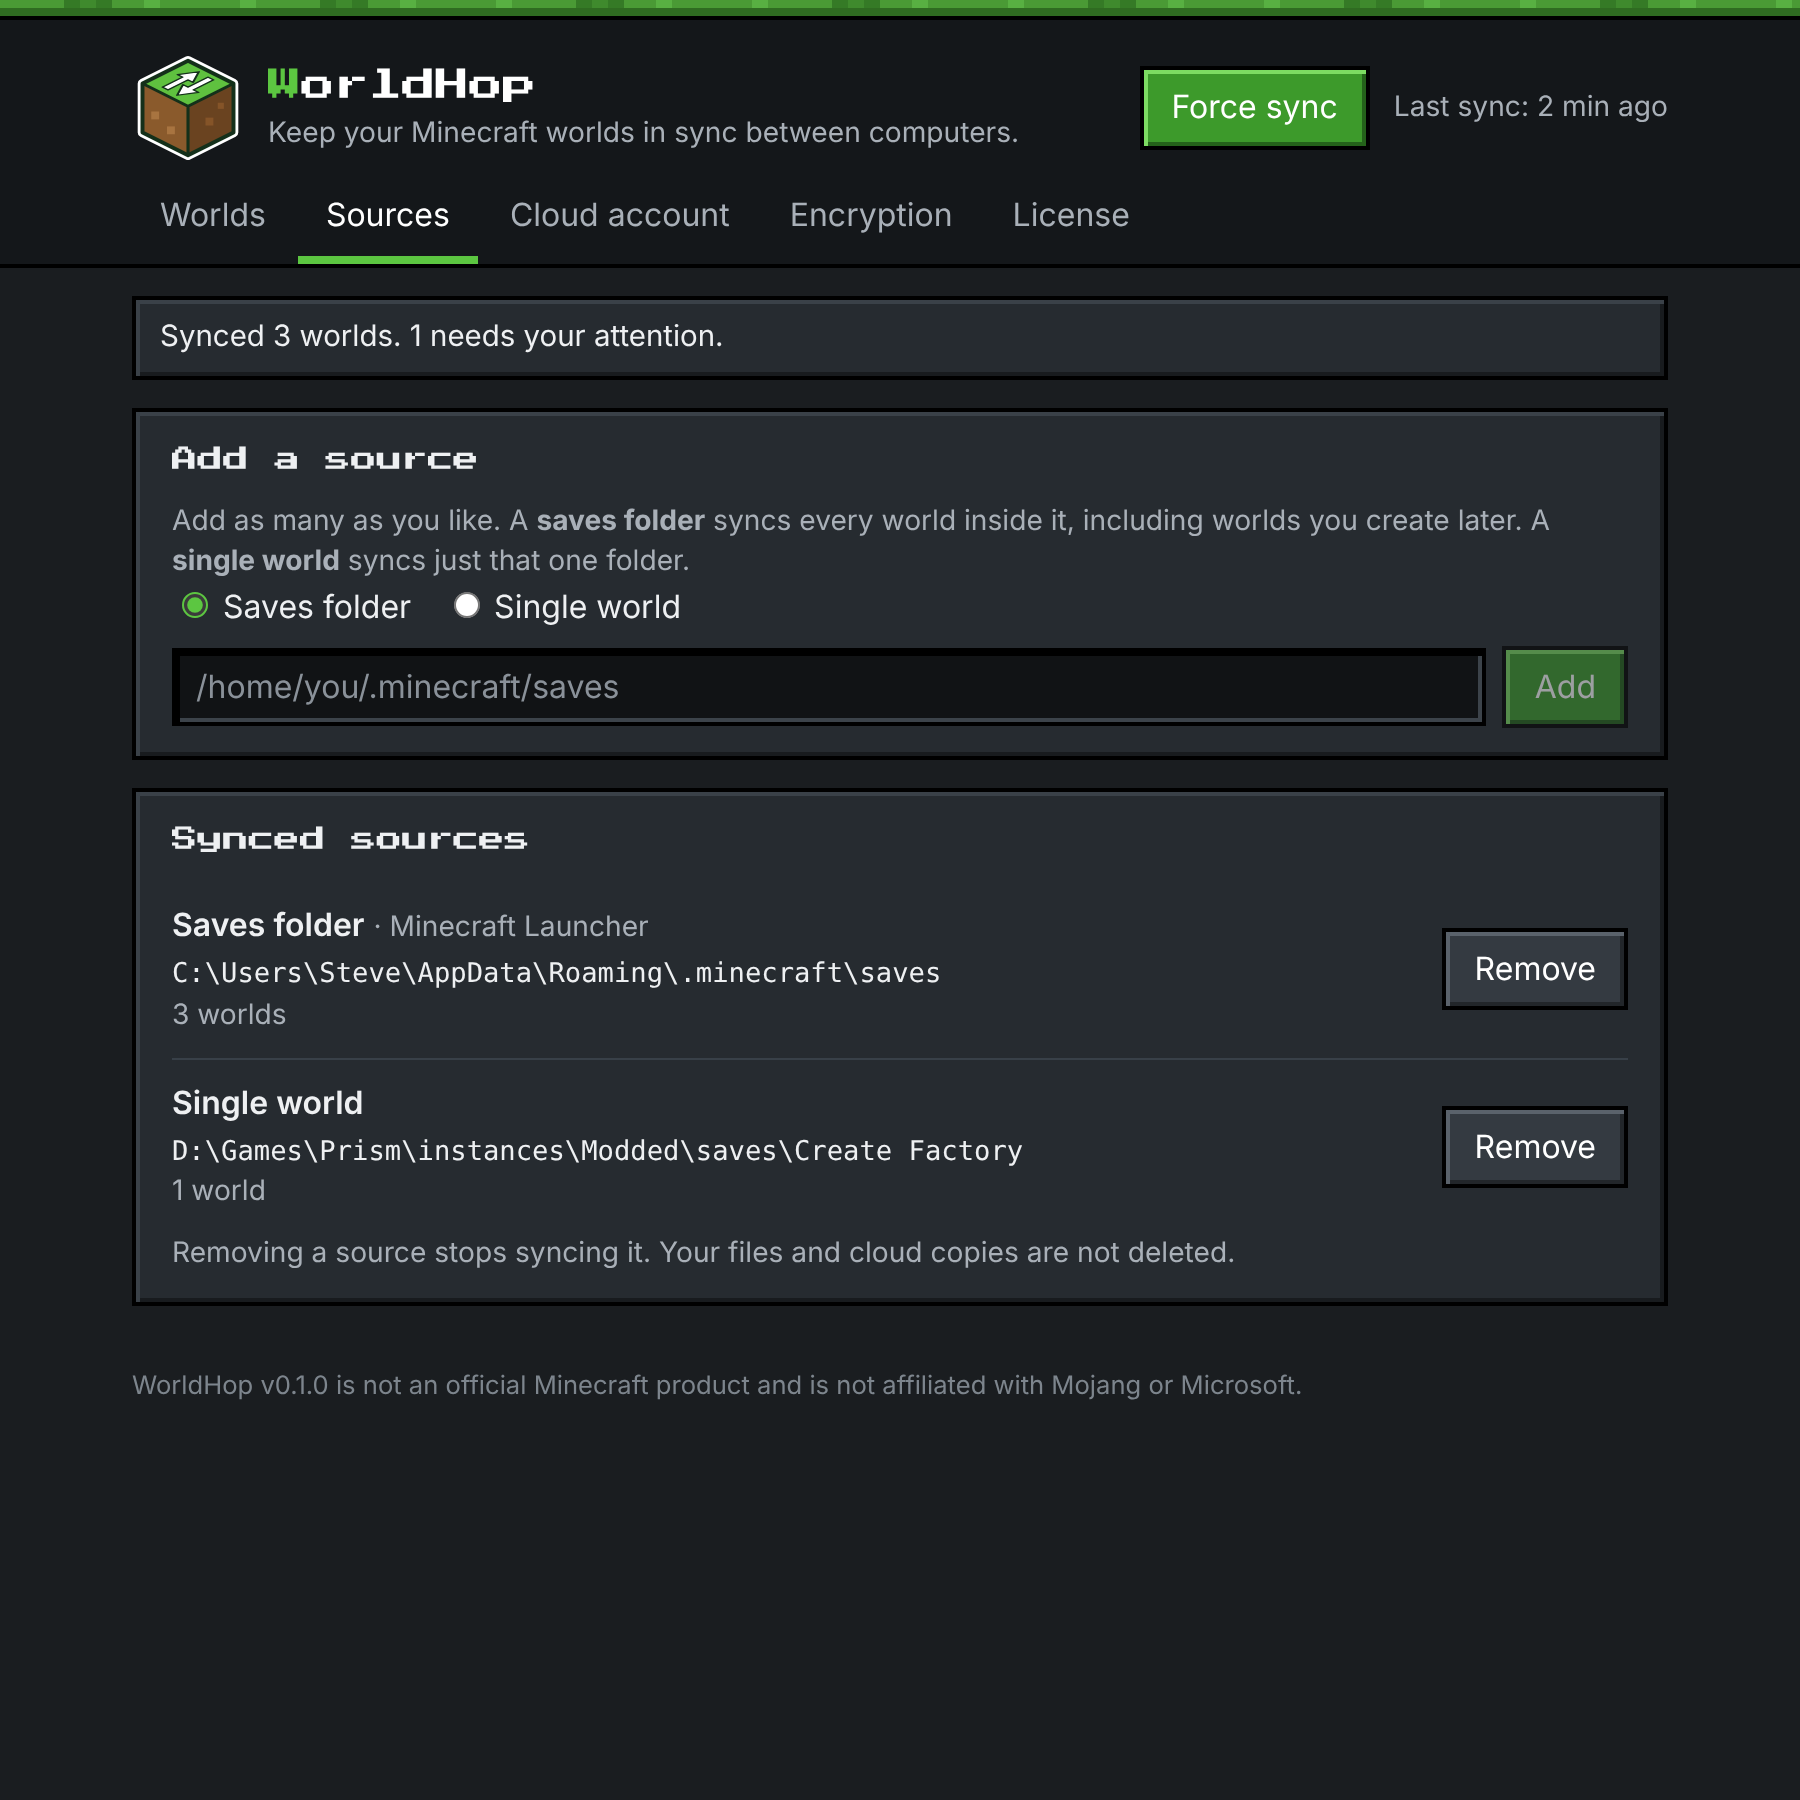 WorldHop
Keep your Minecraft worlds in sync between computers.
Force sync
Last sync: 2 min ago
Worlds
Sources
Cloud account
Encryption
License
Synced 3 worlds. 1 needs your attention.
Add a source
Add as many as you like. A saves folder syncs every world inside it, including worlds you create later. A
single world syncs just that one folder.
Saves folder
Single world
/home/you/.minecraft/saves
Add
Synced sources
Saves folder · Minecraft Launcher
C:\Users\Steve\AppData\Roaming\.minecraft\saves
3 worlds
Remove
Single world
D:\Games\Prism\instances\Modded\saves\Create Factory
1 world
Remove
Removing a source stops syncing it. Your files and cloud copies are not deleted.
WorldHop v0.1.0 is not an official Minecraft product and is not affiliated with Mojang or Microsoft.